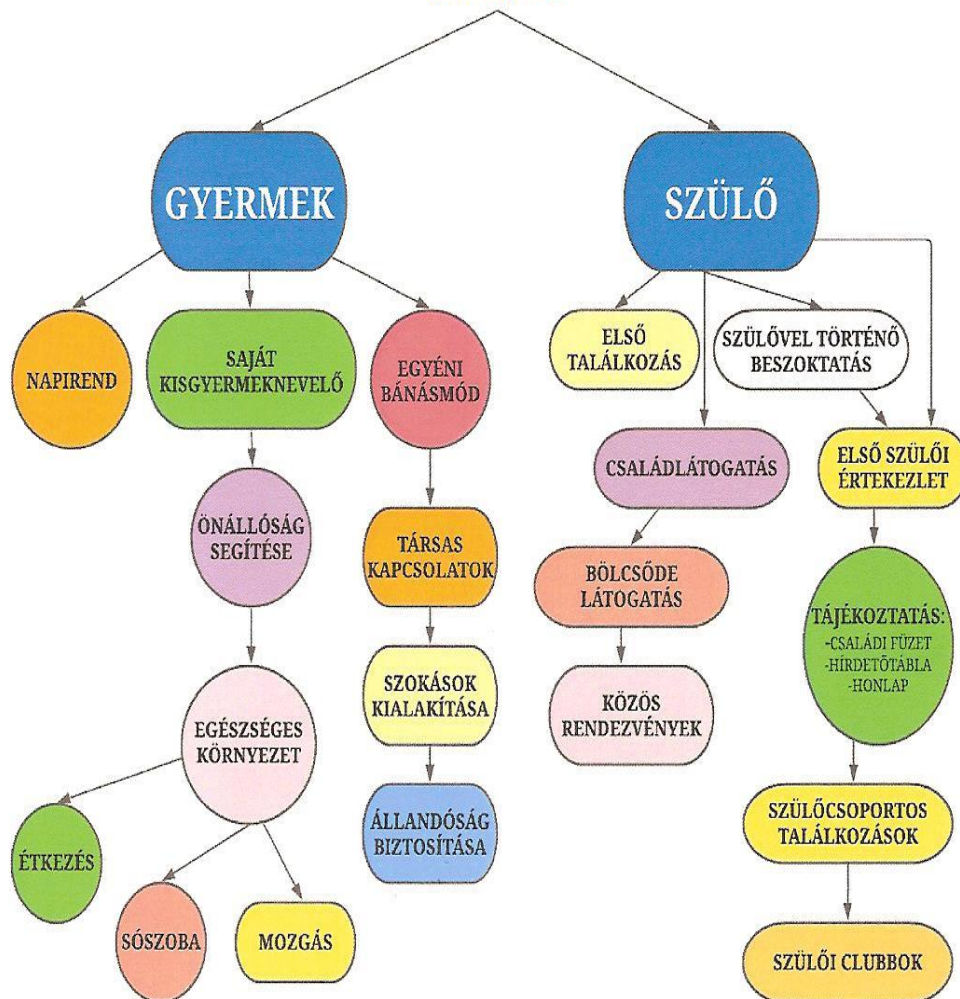 GYERMEK
SZÜLŐ
NAPIREND
SAJÁT
KISGYERMEKNEVELŐ
EGYÉNI
BÁNÁSMÓD
ELSŐ
TALÁLKOZÁS
SZÜLŐVEL TÖRTÉNŐ
BESZOKTATÁS
ÖNÁLLÓSÁG
SEGÍTÉSE
TÁRSAS
KAPCSOLATOK
CSALÁDLÁTOGATÁS
ELSŐ SZÜLŐI
ÉRTEKEZLET
BÖLCSŐDE
LÁTOGATÁS
TÁJÉKOZTATÁS:
-CSALÁDI FÜZET
-HÍRDETŐTÁBLA
-HONLAP
EGÉSZSÉGES
KÖRNYEZET
SZOKÁSOK
KIALAKÍTÁSA
KÖZÖS
RENDEZVÉNYEK
ÉTKEZÉS
SÓSZOBA
MOZGÁS
ÁLLANDÓSÁG
BIZTOSÍTÁSA
SZÜLŐCSOPORTOS
TALÁLKOZÁSOK
SZÜLŐI CLUBBOK